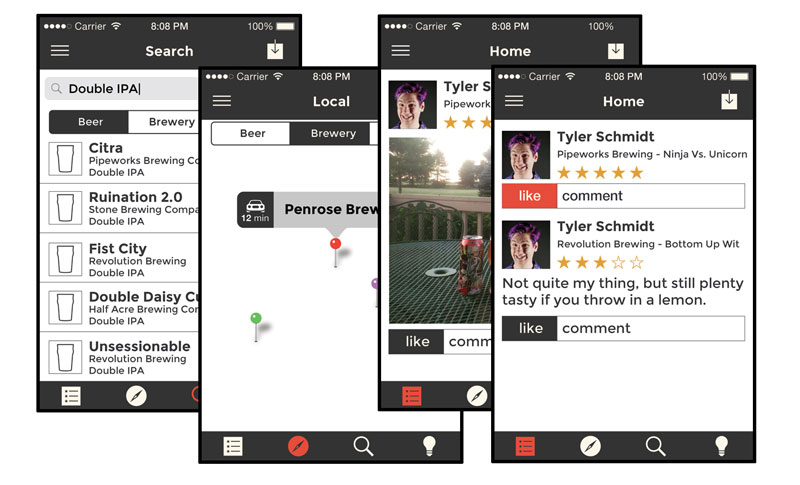 Carrier
8:08 PM
100%
Search
Double IPA
Beer
Brewery
Citra
Pipeworks Brewing Co
Double IPA
Ruination 2.0
Stone Brewing Compa
Double IPA
Fist City
Revolution Brewing
Double IPA
Double Daisy Cu
Half Acre Brewing Con
Double IPA
Unsessionable
Revolution Brewing
Double IPA
Carrier
8:08 PM
Local
Beer
Brewery
12 min
Penrose Brew
Carrier
8:08 PM
100%
Home
Tyler S
Pipeworks
like
comm
Carrier
8:08 PM
100%
Home
Tyler Schmidt
Pipeworks Brewing - Ninja Vs. Unicorn
like
comment
Tyler Schmidt
Revolution Brewing - Bottom Up Wit
Not quite my thing, but still plenty
tasty if you throw in a lemon.
like
comment